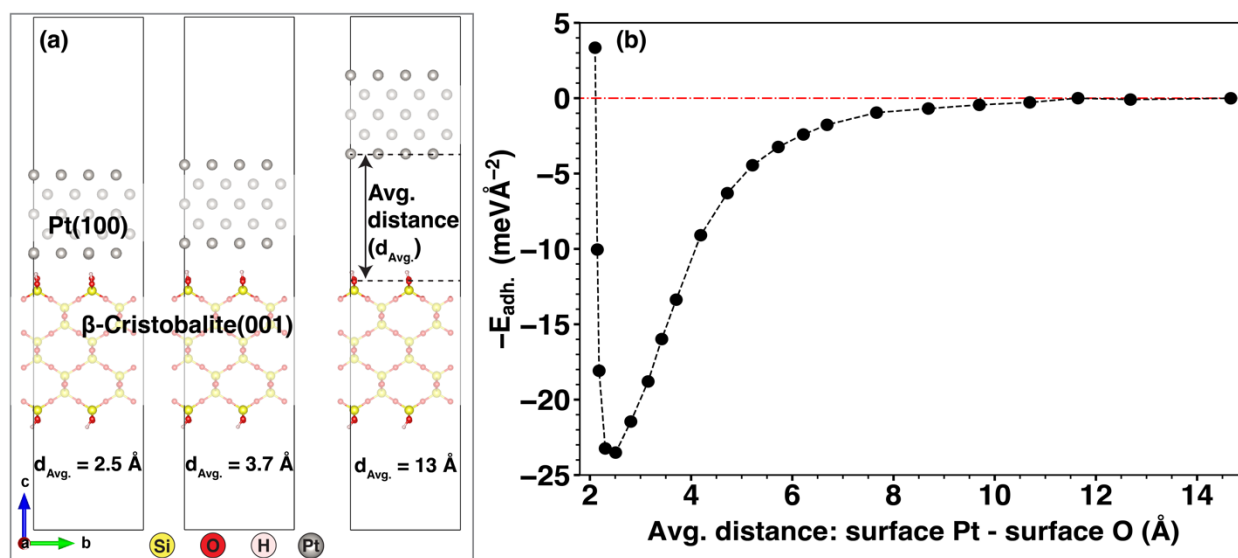 (a)
Pt(100)
Avg.
distance
(dAvg.)
β-Cristobalite(001)
dAvg. = 2.5 Å
dAvg. = 3.7 Å
dAvg. = 13 Å
c
a
b
Si
O
H
Pt
(b)
−Eadh. (meVÅ−2)
5
0
−5
−10
−15
−20
−25
2
4
6
8
10
12
14
Avg. distance: surface Pt - surface O (Å)